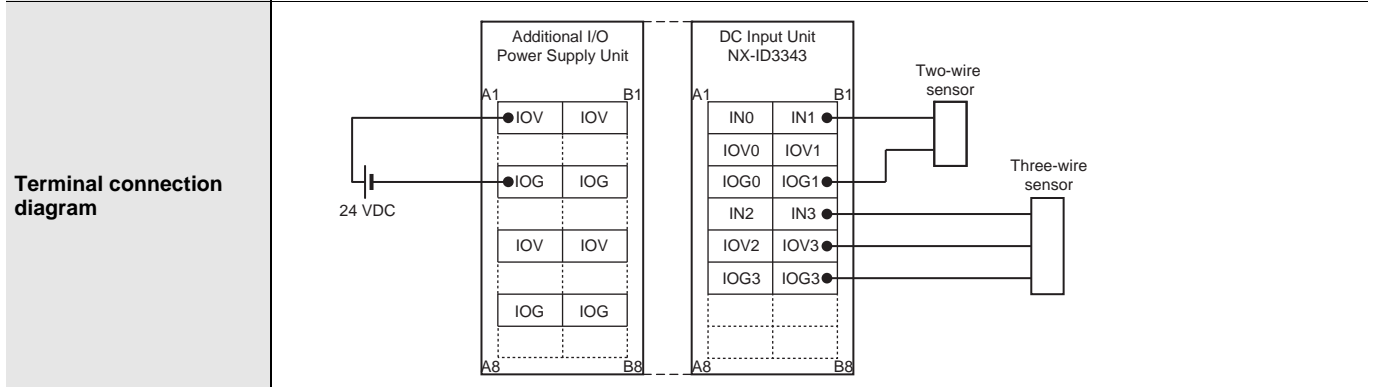 Terminal connection
diagram
Additional I/O
Power Supply Unit
A1 B1
IOV IOV
IOG IOG
IOV IOV
IOG IOG
A8 B8
24 VDC
DC Input Unit
NX-ID3343
A1 B1
IN0 IN1
IOV0 IOV1
IOG0 IOG1
IN2 IN3
IOV2 IOV3
IOG3 IOG3
A8 B8
Two-wire
sensor
Three-wire
sensor